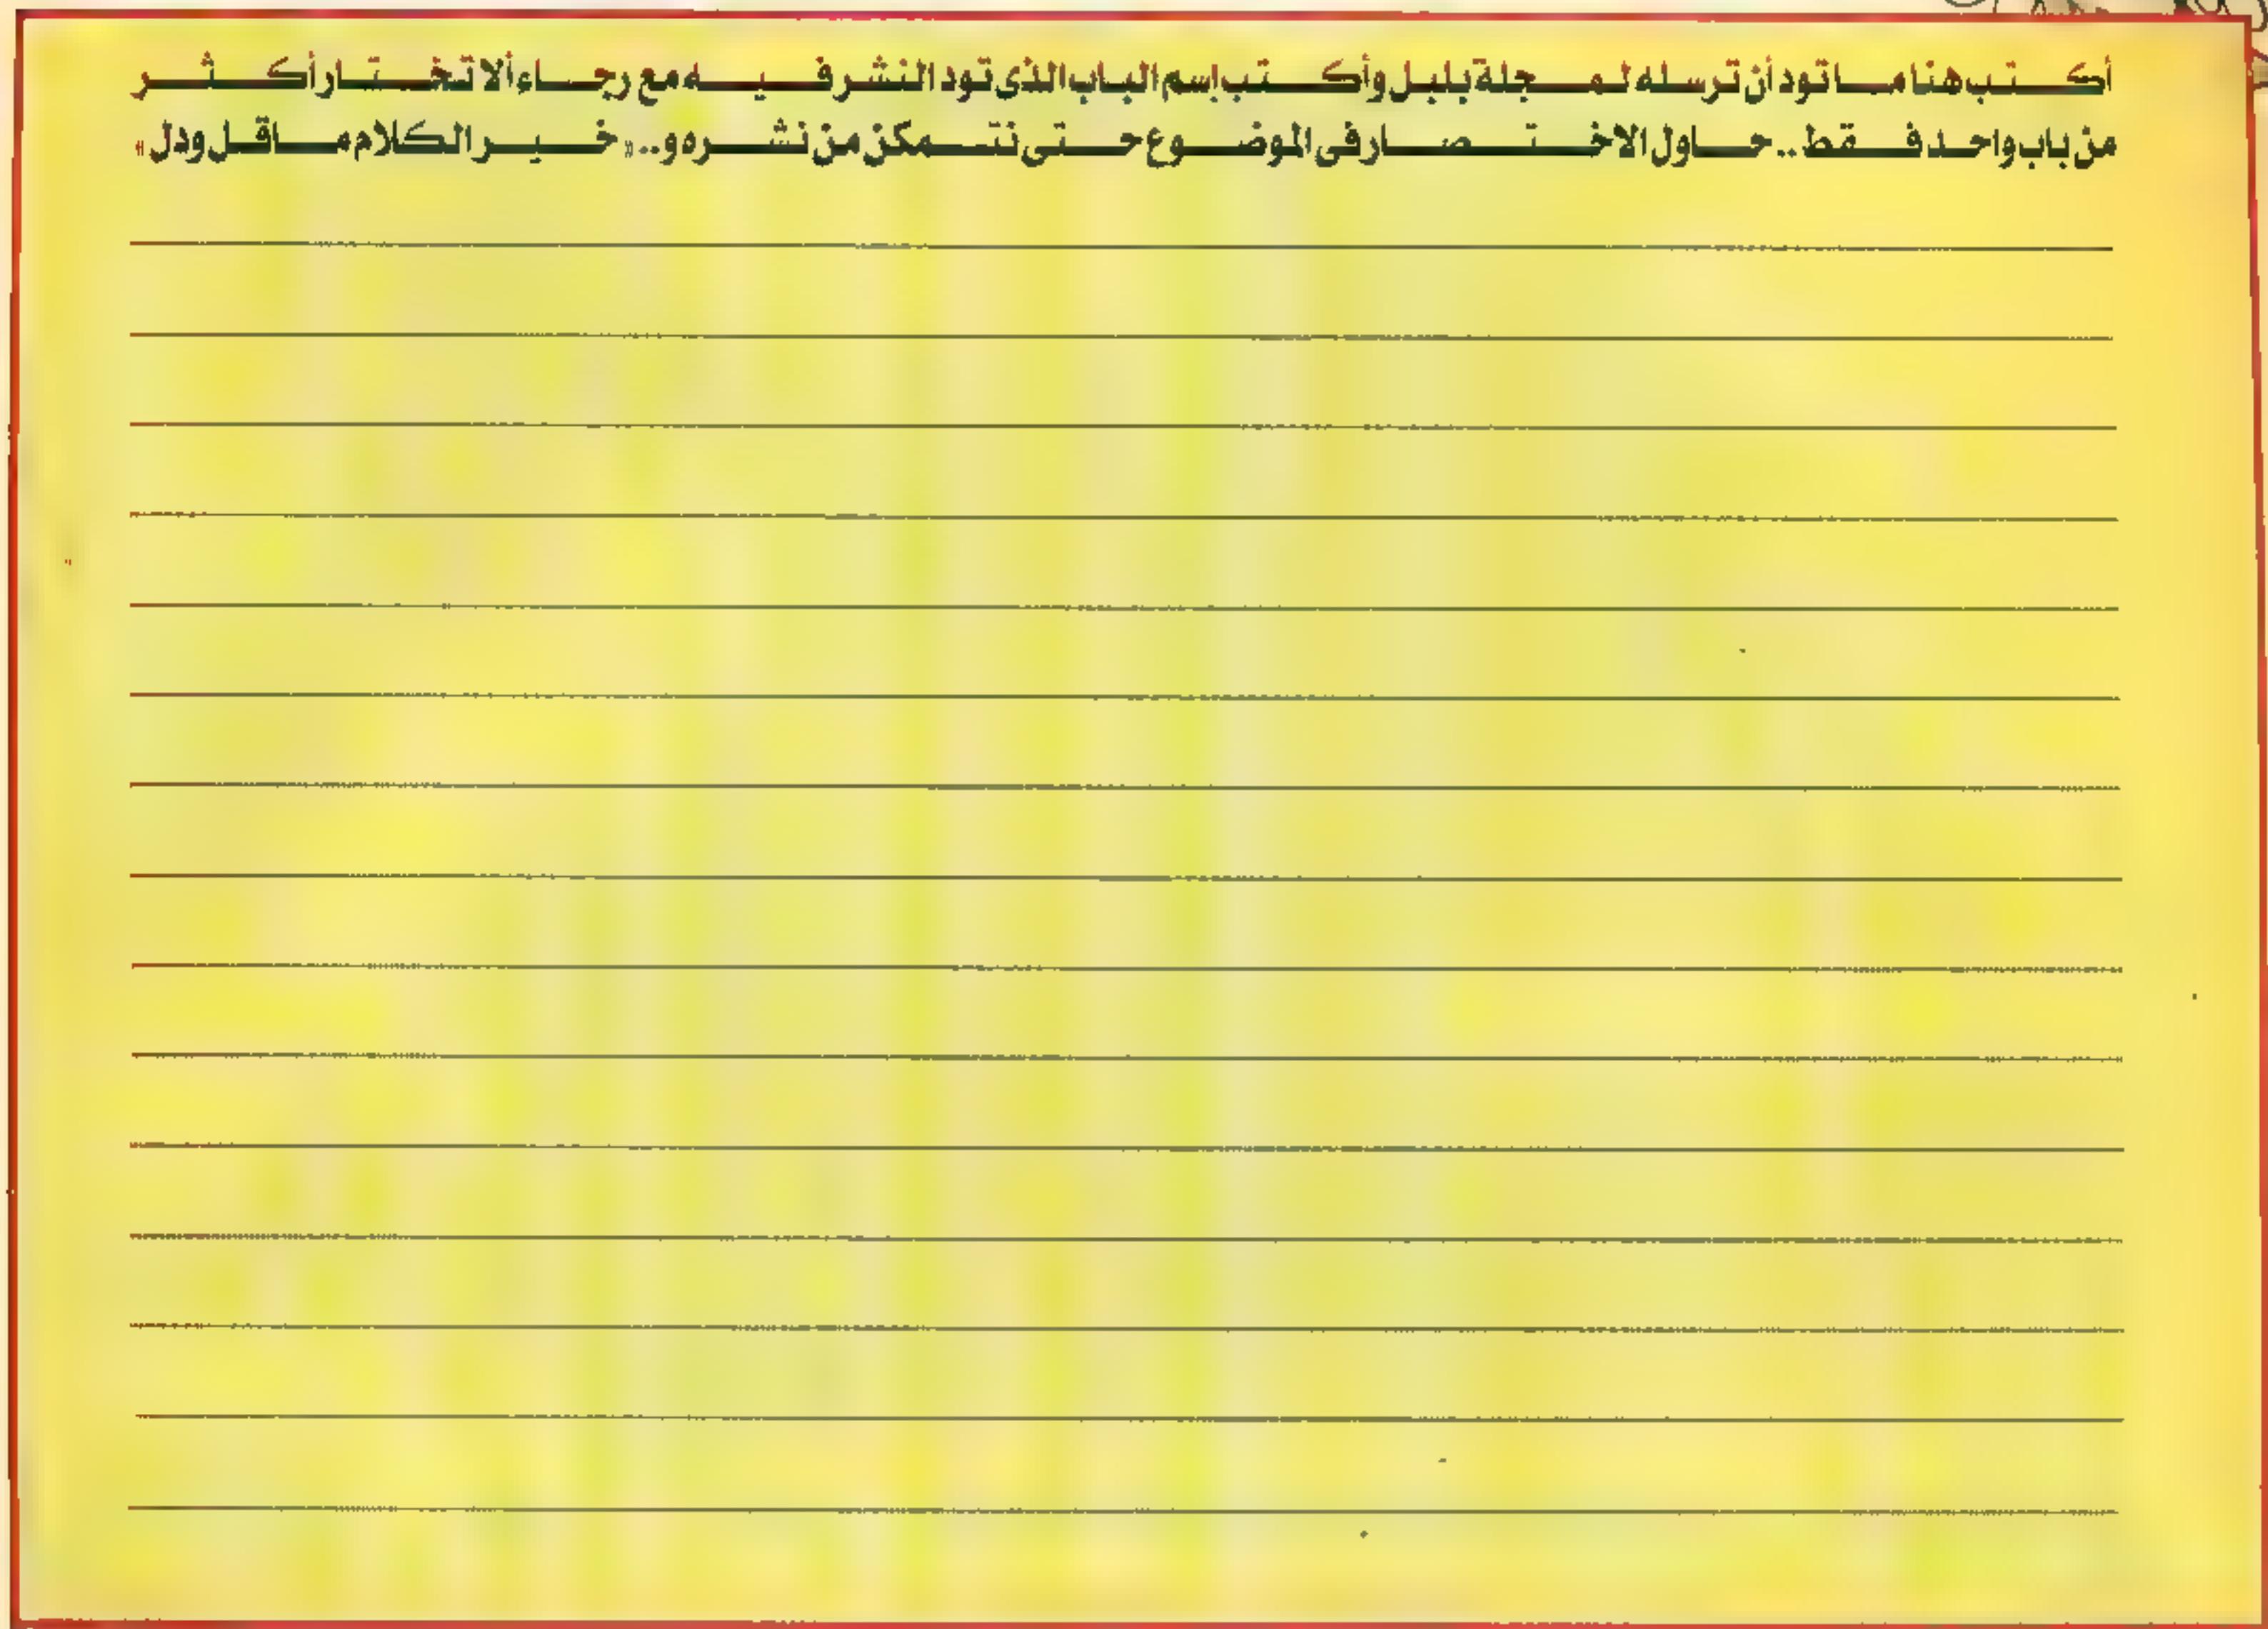 أكتب هنا ما تود أن ترسله لمجلة بلبل وأكتب إسم الباب الذى تود النشر فيه مع رجاء ألا تختار أكثر
من باب واحد فقط.. حاول الاختصار فى الموضوع حتى نتمكن من نشره و.. «خير الكلام ما قل ودل»